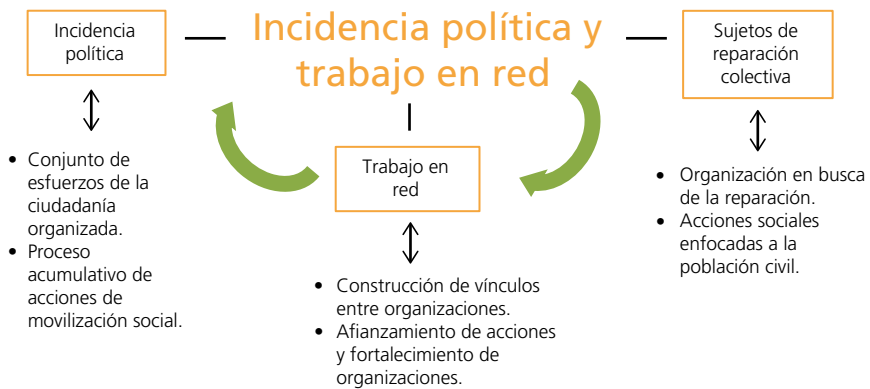 Incidencia política y
trabajo en red
Incidencia
política
• Conjunto de
esfuerzos de la
ciudadanía
organizada.
• Proceso
acumulativo de
acciones de
movilización social.
Trabajo en
red
• Construcción de vínculos
entre organizaciones.
• Afianzamiento de acciones
y fortalecimiento de
organizaciones.
Sujetos de
reparación
colectiva
• Organización en busca
de la reparación.
• Acciones sociales
enfocadas a la
población civil.